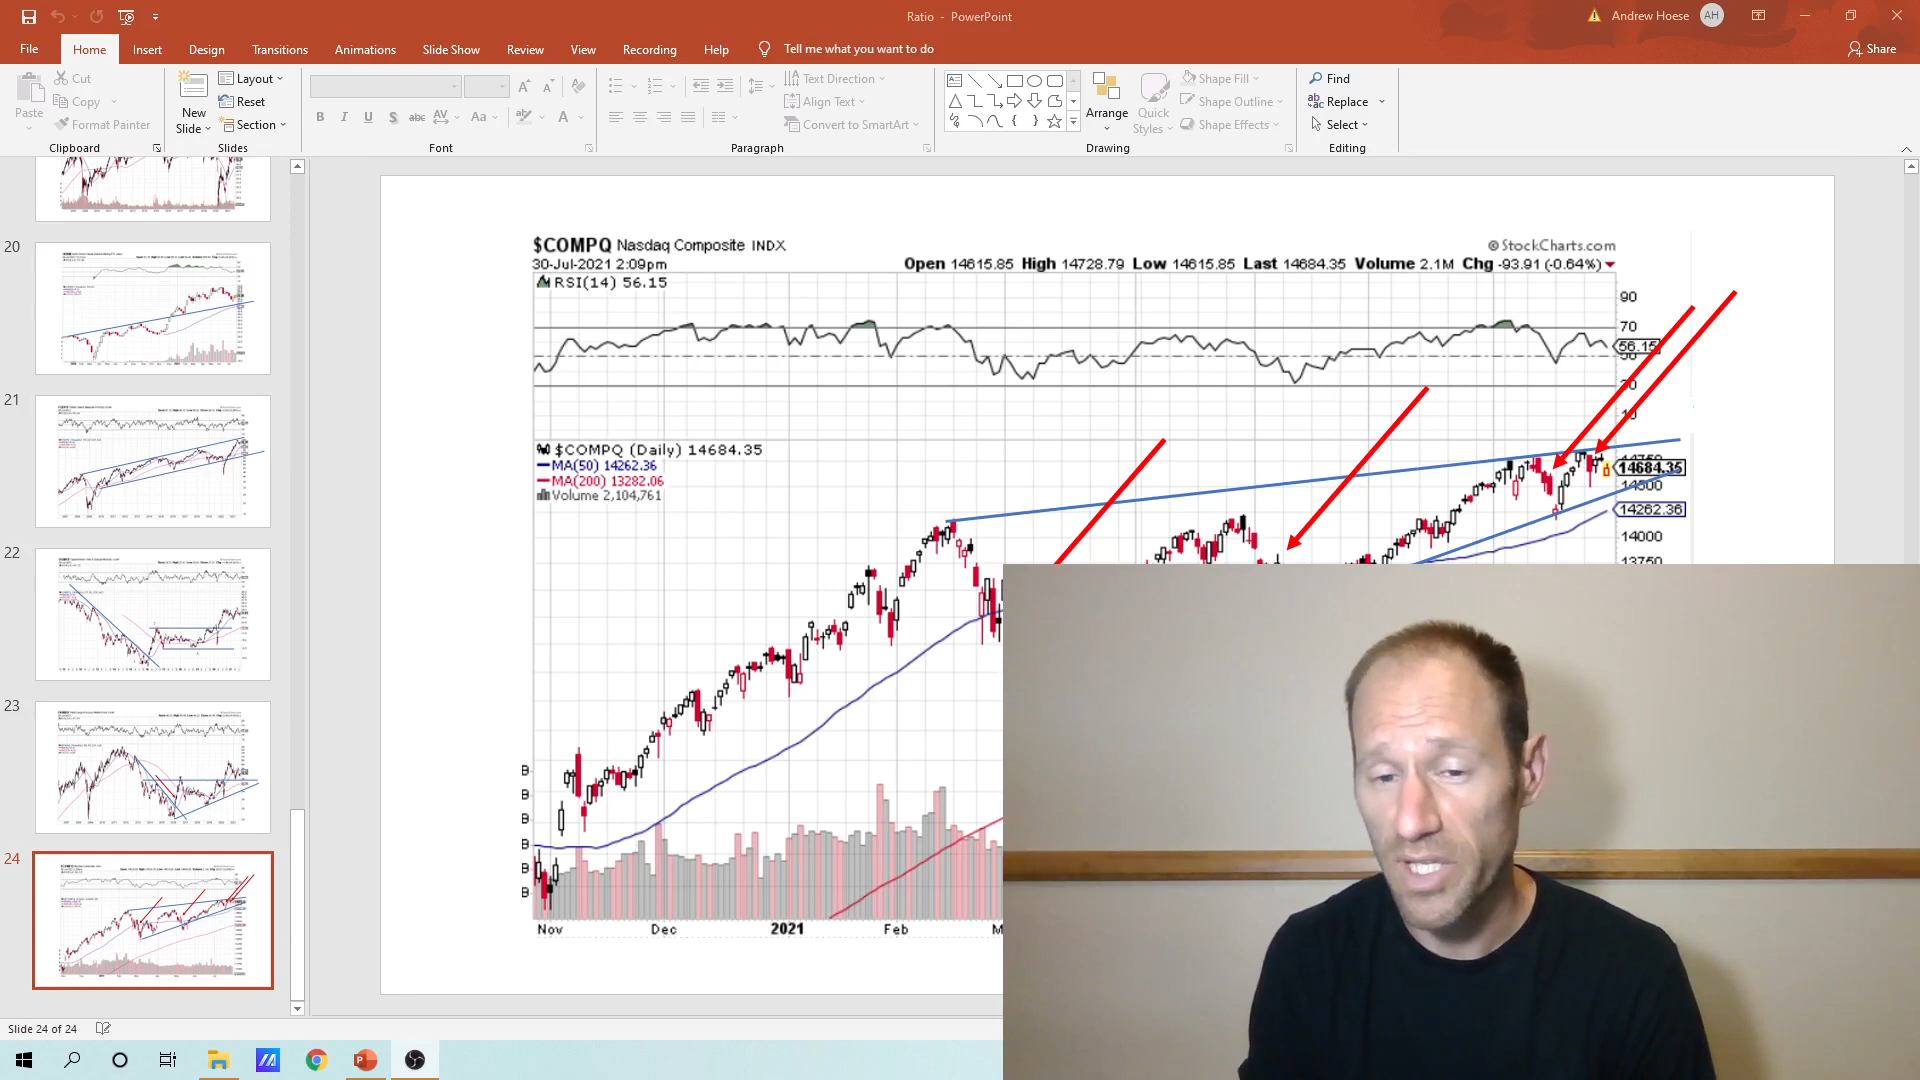 Ratio - PowerPoint
Andrew Hoese
AH
File
Home
Insert
Design
Transitions
Animations
Slide Show
Review
View
Recording
Help
Tell me what you want to do
Share
Paste
Cut
Copy
Format Painter
Clipboard
New
Slide
Layout
Reset
Section
Slides
Font
Text Direction
Align Text
Convert to SmartArt
Paragraph
Arrange
Quick
Styles
Shape Fill
Shape Outline
Shape Effects
Drawing
Find
Replace
Select
Editing
20
21
22
23
24
$COMPQ Nasdaq Composite INDX
© StockCharts.com
30-Jul-2021 2:09pm
Open 14615.85 High 14728.79 Low 14615.85 Last 14684.35 Volume 2.1M Chg -93.91 (-0.64%)
RSI(14) 56.15
90
70
56.15
$COMPQ (Daily) 14684.35
MA(50) 14262.36
MA(200) 13282.06
Volume 2,104,761
14684.35
14500
14262.36
14000
13750
B
B
B
B
B
B
Nov
Dec
2021
Feb
Slide 24 of 24